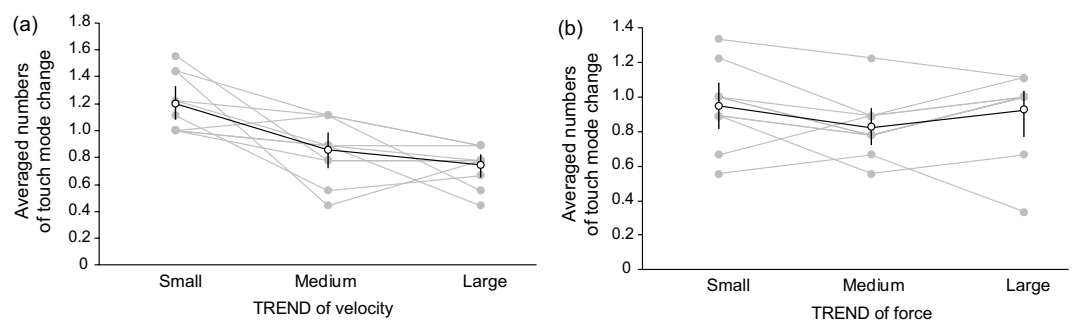 (a)
Averaged numbers
of touch mode change
1.8
1.6
1.4
1.2
1.0
0.8
0.6
0.4
0.2
0
Small Medium Large
TREND of velocity
(b)
Averaged numbers
of touch mode change
1.4
1.2
1.0
0.8
0.6
0.4
0.2
0
Small Medium Large
TREND of force